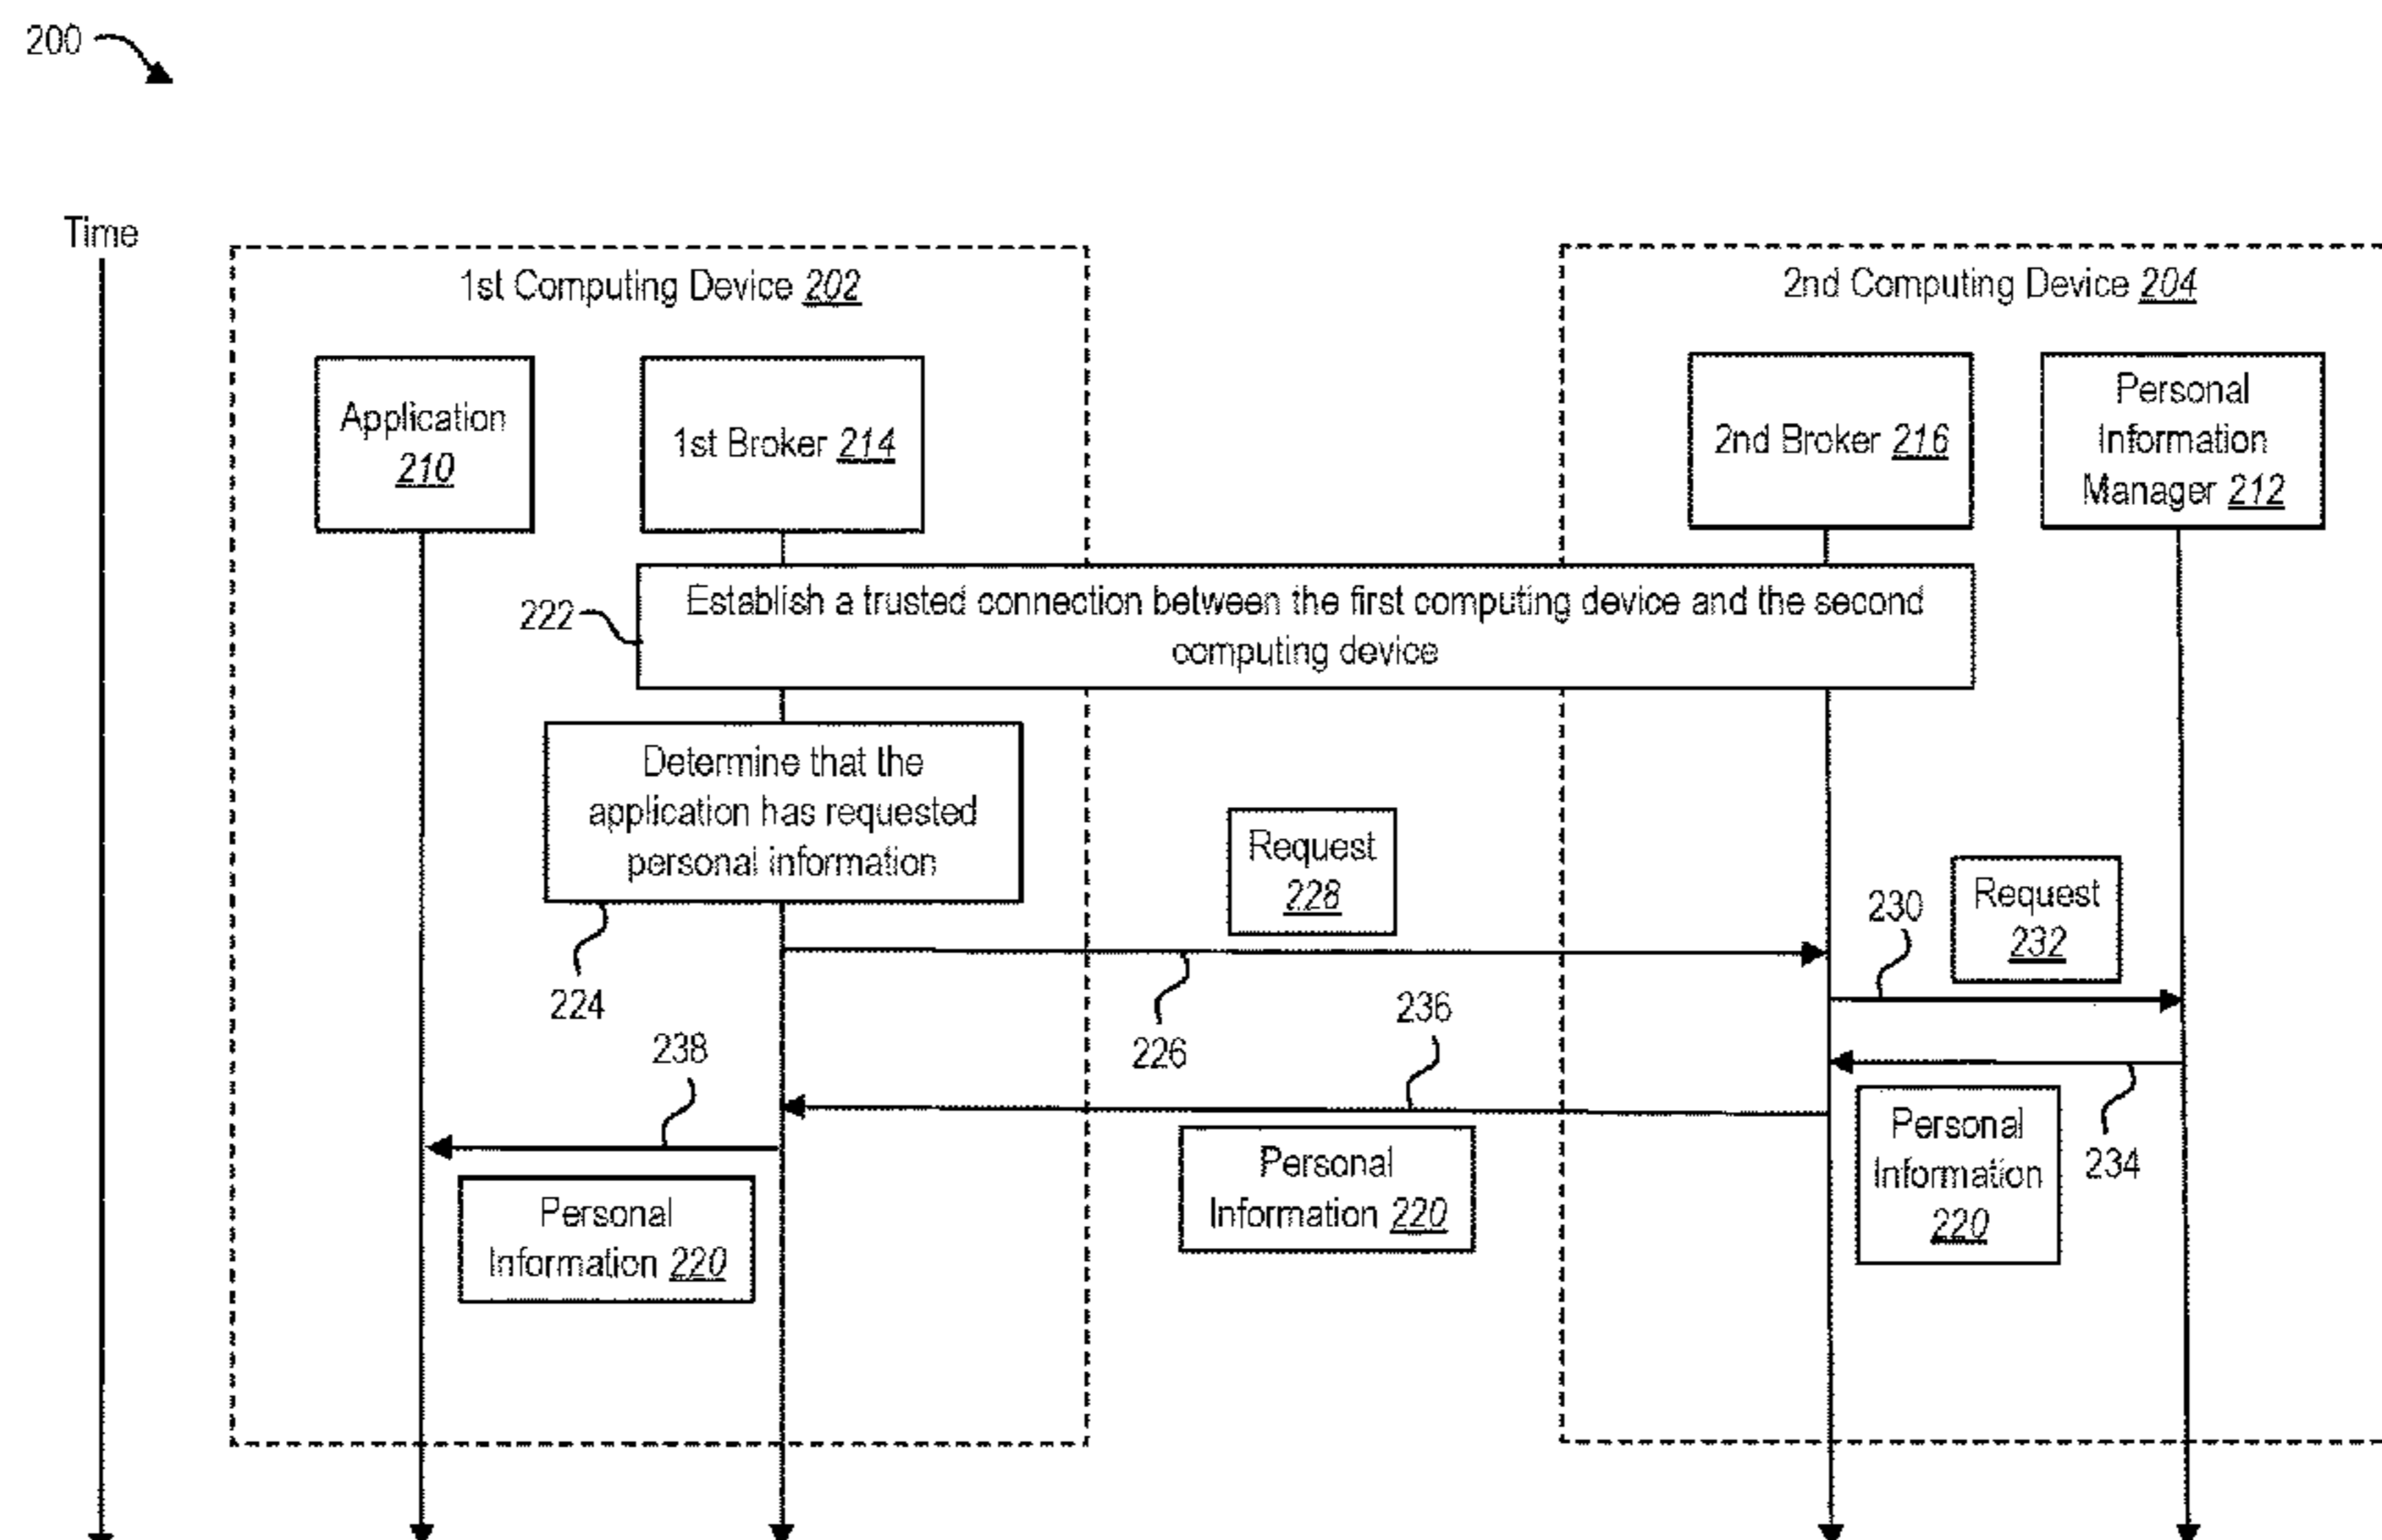 200
Time
1st Computing Device 202
2nd Computing Device 204
Application
210
1st Broker 214
2nd Broker 216
Personal
Information
Manager 212
222
Establish a trusted connection between the first computing device and the second
computing device
Determine that the
application has requested
personal information
224
Request
228
226
230
Request
232
236
234
238
Personal
Information
220
Personal
Information 220
Personal
Information 220